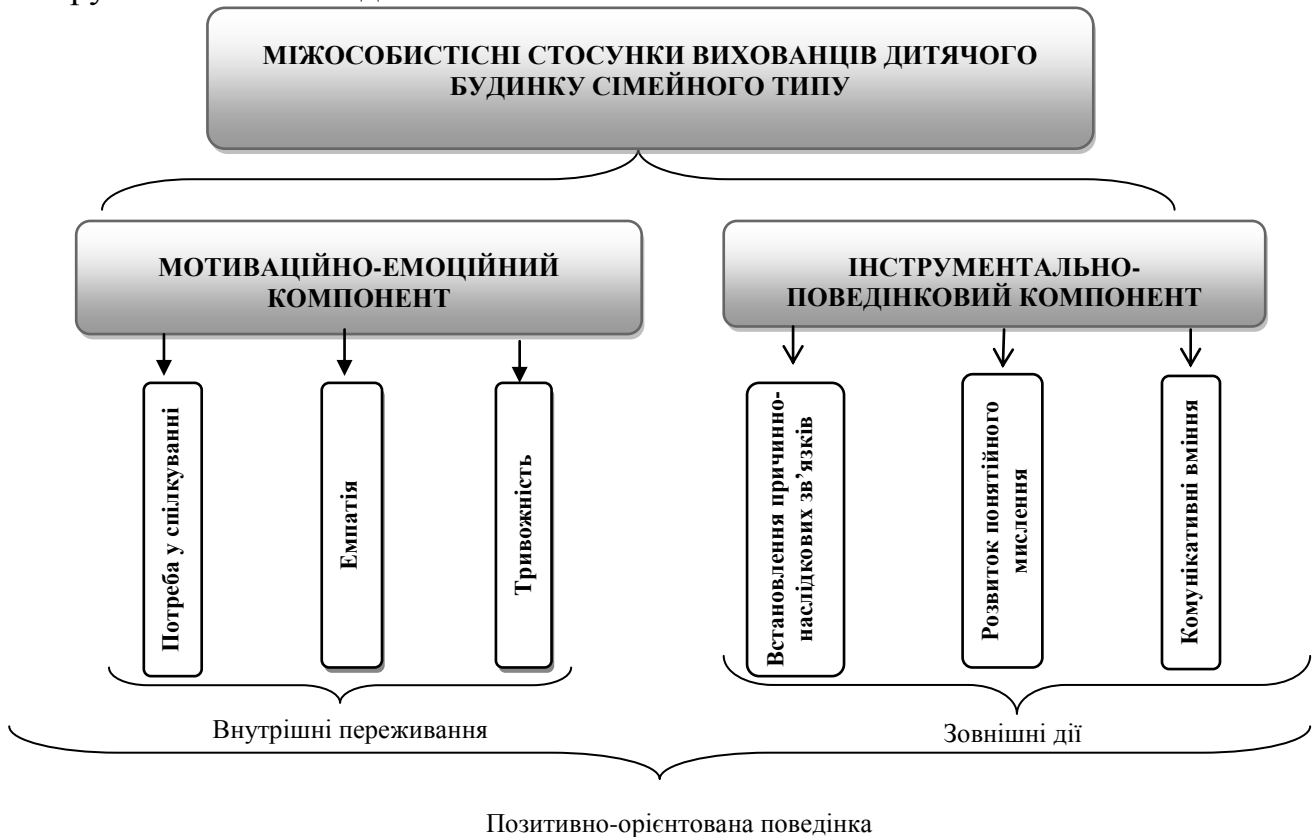 МІЖОСОБИСТІСНІ СТОСУНКИ ВИХОВАНЦІВ ДИТЯЧОГО
БУДИНКУ СІМЕЙНОГО ТИПУ
МОТИВАЦІЙНО-ЕМОЦІЙНИЙ
КОМПОНЕНТ
ІНСТРУМЕНТАЛЬНО-
ПОВЕДІНКОВИЙ КОМПОНЕНТ
Потреба у спілкуванні
Емпатія
Тривожність
Встановлення причинно-
наслідкових зв’язків
Розвиток понятійного
мислення
Комунікативні вміння
Внутрішні переживання
Зовнішні дії
Позитивно-орієнтована поведінка